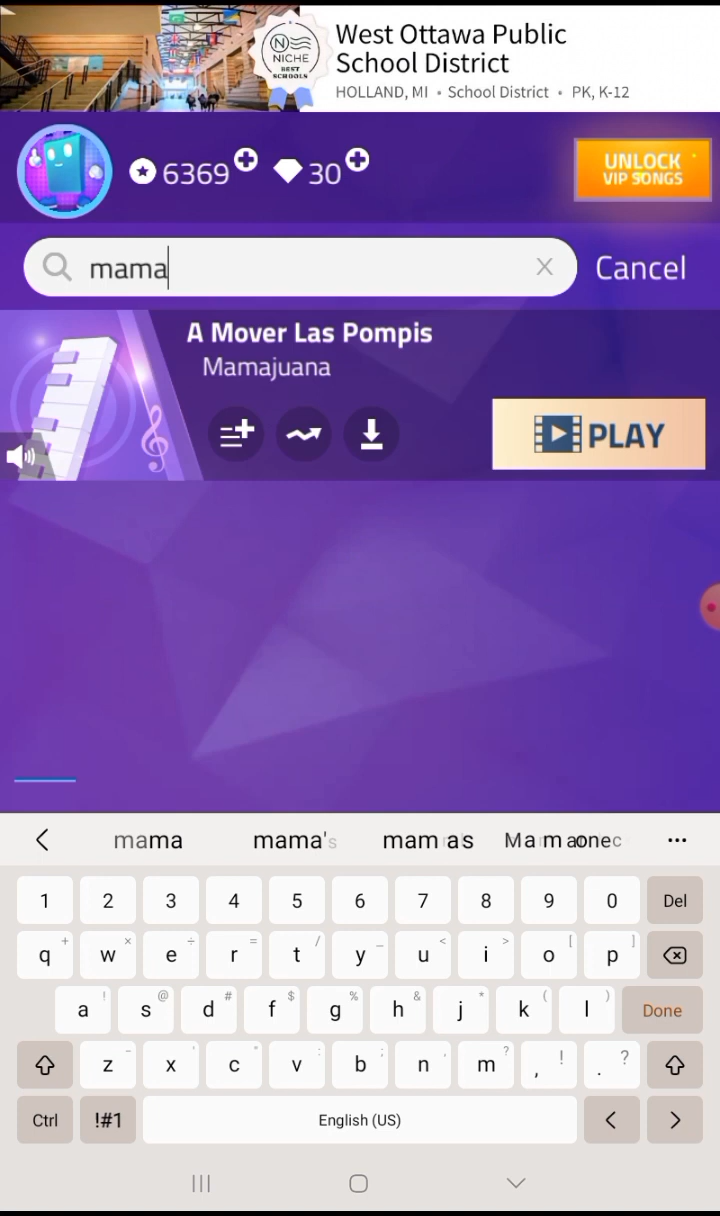 West Ottawa Public
School District
HOLLAND, MI • School District • PK, K-12
NICHE
BEST
SCHOOLS
6369
30
UNLOCK
VIP SONGS
mama
Cancel
A Mover Las Pompis
Mamajuana
PLAY
mama mama's mamas
1 2 3 4 5 6 7 8 9 0 Del
q w e r t y u i o p
a s d f g h j k l Done
z x c v b n m , ! . ?
Ctrl !#1 English (US) < >